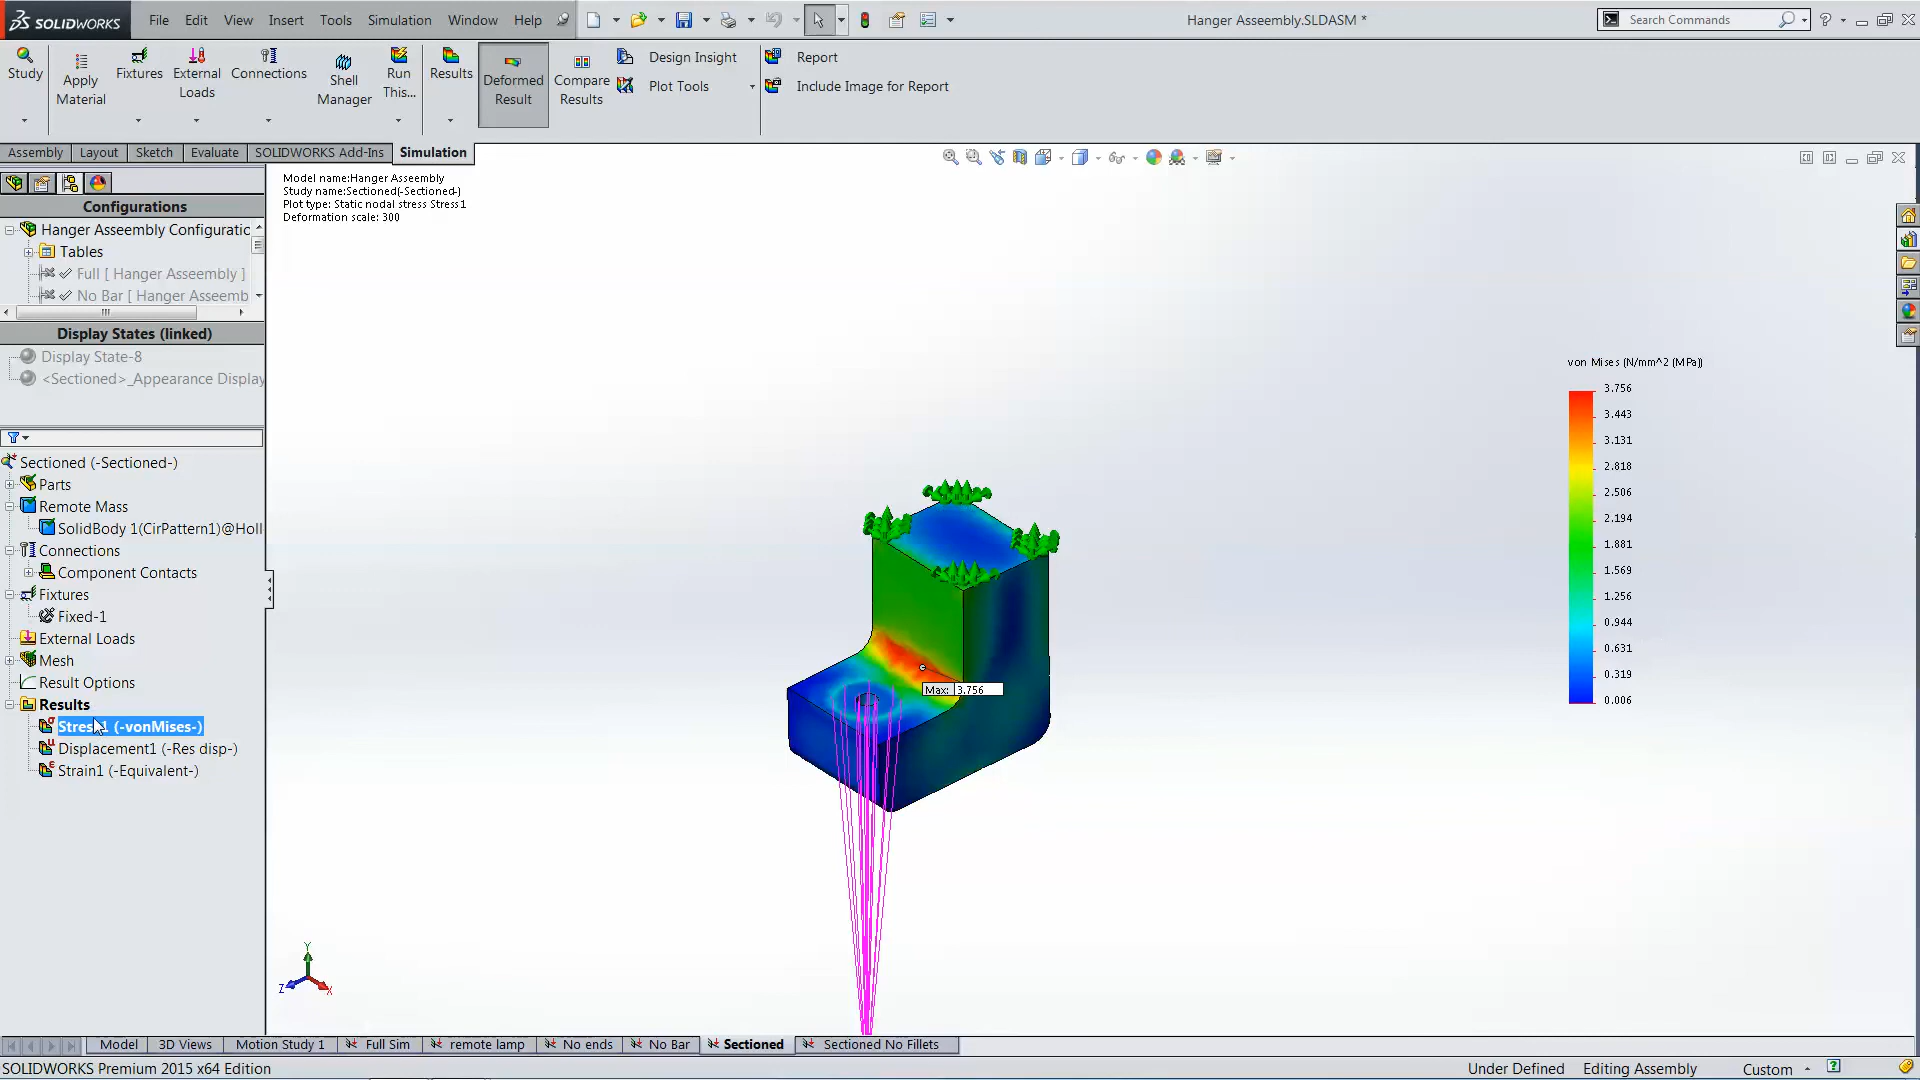 SOLIDWORKS
File Edit View Insert Tools Simulation Window Help
Hanger Asseembly.SLDASM *
Search Commands
Study
Apply Material
Fixtures
External Loads
Connections
Shell Manager
Run This...
Results
Deformed Result
Compare Results
Design Insight
Plot Tools
Report
Include Image for Report
Assembly Layout Sketch Evaluate SOLIDWORKS Add-Ins Simulation
Configurations
Hanger Asseembly Configuratic
Tables
Full [ Hanger Asseembly ]
No Bar [ Hanger Asseemb
Display States (linked)
Display State-8
<Sectioned>_Appearance Display
Sectioned (-Sectioned-)
Parts
Remote Mass
SolidBody 1(CirPattern1)@Holl
Connections
Component Contacts
Fixtures
Fixed-1
External Loads
Mesh
Result Options
Results
Stress1 (-vonMises-)
Displacement1 (-Res disp-)
Strain1 (-Equivalent-)
Model name:Hanger Asseembly
Study name:Sectioned(-Sectioned-)
Plot type: Static nodal stress Stress1
Deformation scale: 300
von Mises (N/mm^2 (MPa))
3.756
3.443
3.131
2.818
2.506
2.194
1.881
1.569
1.256
0.944
0.631
0.319
0.006
Max: 3.756
Y
Z
X
Model 3D Views Motion Study 1 Full Sim remote lamp No ends No Bar Sectioned Sectioned No Fillets
SOLIDWORKS Premium 2015 x64 Edition
Under Defined Editing Assembly Custom